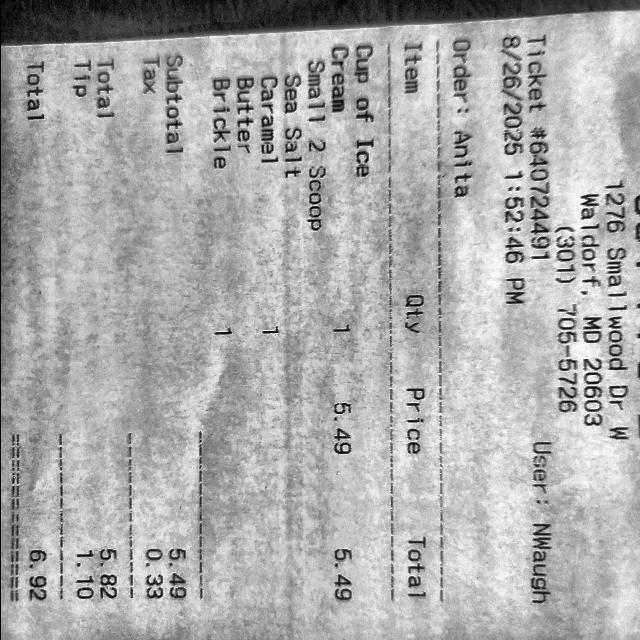 1276 Smallwood Dr W
Waldorf, MD 20603
(301) 705-5726
Ticket #640724491 User: NWaugh
8/26/2025 1:52:46 PM
Order: Anita
Item Qty Price Total
Cup of Ice
Cream 1 5.49 5.49
Small 2 Scoop
Sea Salt
Caramel 1
Butter
Brickle 1
Subtotal 5.49
Tax 0.33
Total 5.82
Tip 1.10
Total 6.92